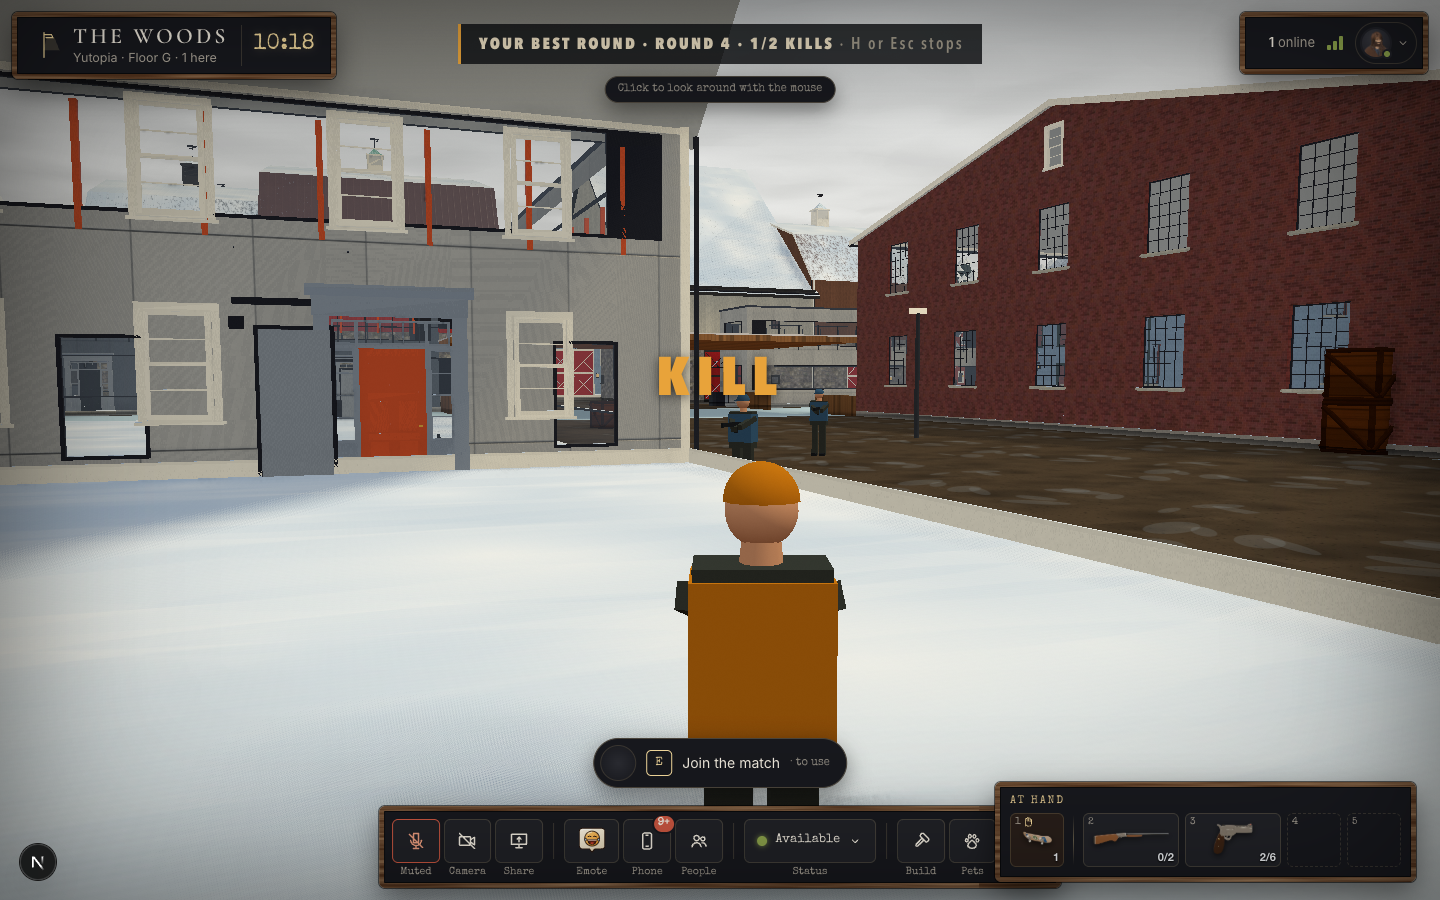 THE WOODS
Yutopia · Floor G · 1 here
10:18
YOUR BEST ROUND · ROUND 4 · 1/2 KILLS · H or Esc stops
Click to look around with the mouse
1 online
KILL
E Join the match · to use
AT HAND
1 1
2 0/2
3 2/6
4
5
9+
Available
Muted
Camera
Share
Emote
Phone
People
Status
Build
Pets
N